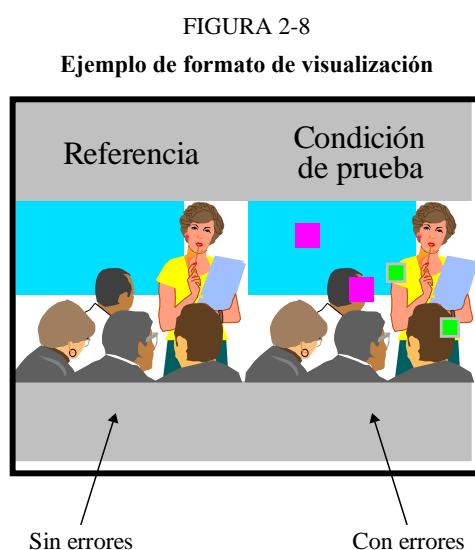 FIGURA 2-8
Ejemplo de formato de visualización
Referencia
Condición
de prueba
Sin errores
Con errores